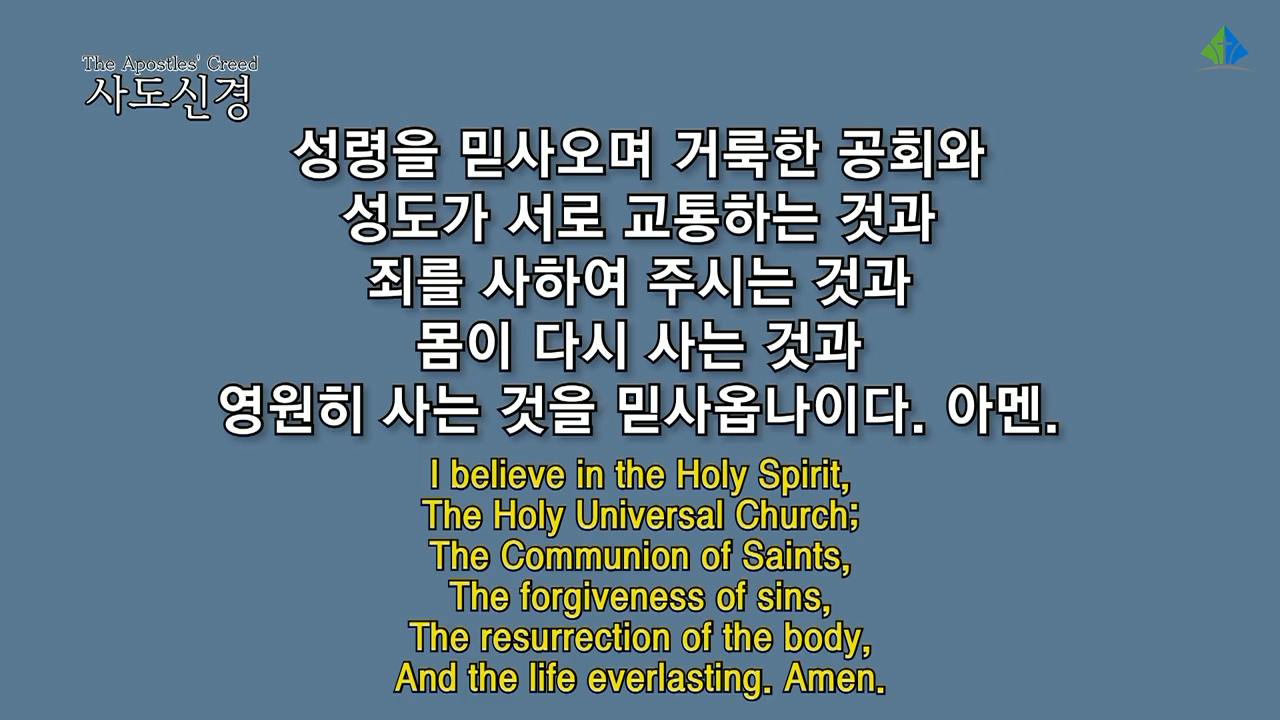 The Apostles' Creed
사도신경
성령을 믿사오며 거룩한 공회와
성도가 서로 교통하는 것과
죄를 사하여 주시는 것과
몸이 다시 사는 것과
영원히 사는 것을 믿사옵나이다. 아멘.
I believe in the Holy Spirit,
The Holy Universal Church;
The Communion of Saints,
The forgiveness of sins,
The resurrection of the body,
And the life everlasting. Amen.